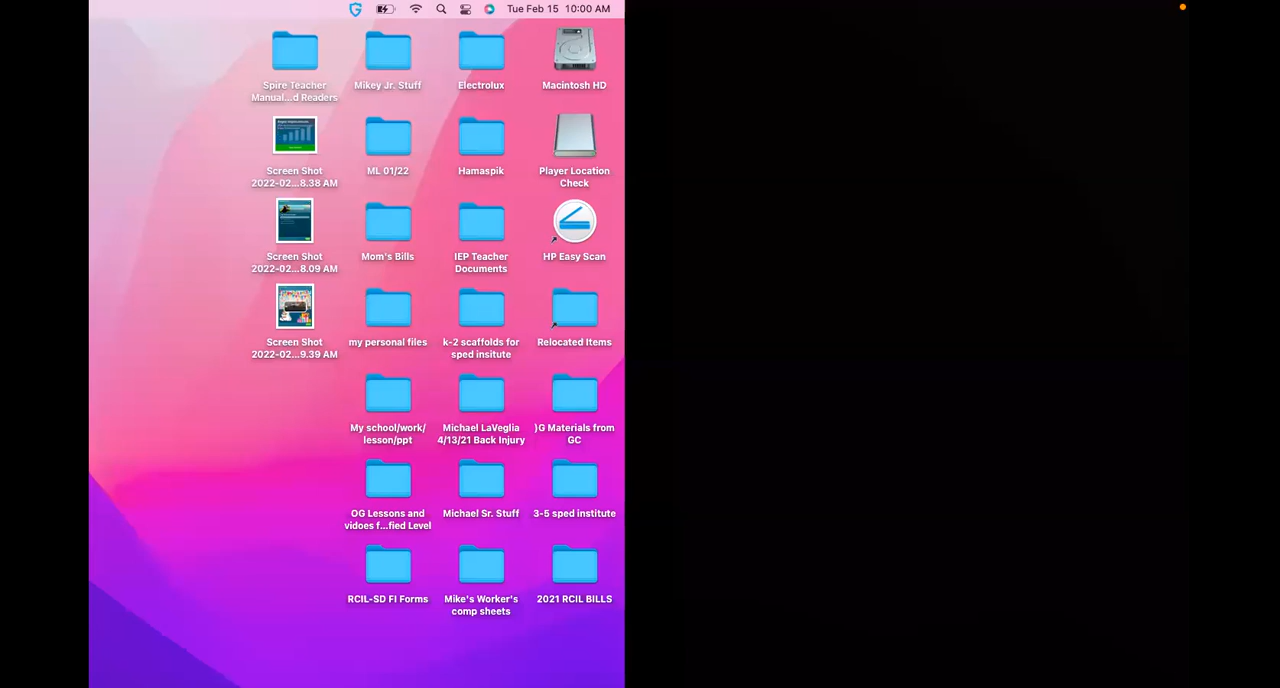 Tue Feb 15 10:00 AM
Spire Teacher
Manual...d Readers
Mikey Jr. Stuff
Electrolux
Macintosh HD
Screen Shot
2022-02...8.38 AM
ML 01/22
Hamaspik
Player Location
Check
Screen Shot
2022-02...8.09 AM
Mom's Bills
IEP Teacher
Documents
HP Easy Scan
Screen Shot
2022-02...9.39 AM
my personal files
k-2 scaffolds for
sped insitute
Relocated Items
My school/work/
lesson/ppt
Michael LaVeglia
4/13/21 Back Injury
)G Materials from
GC
OG Lessons and
vidoes f...fied Level
Michael Sr. Stuff
3-5 sped institute
RCIL-SD FI Forms
Mike's Worker's
comp sheets
2021 RCIL BILLS